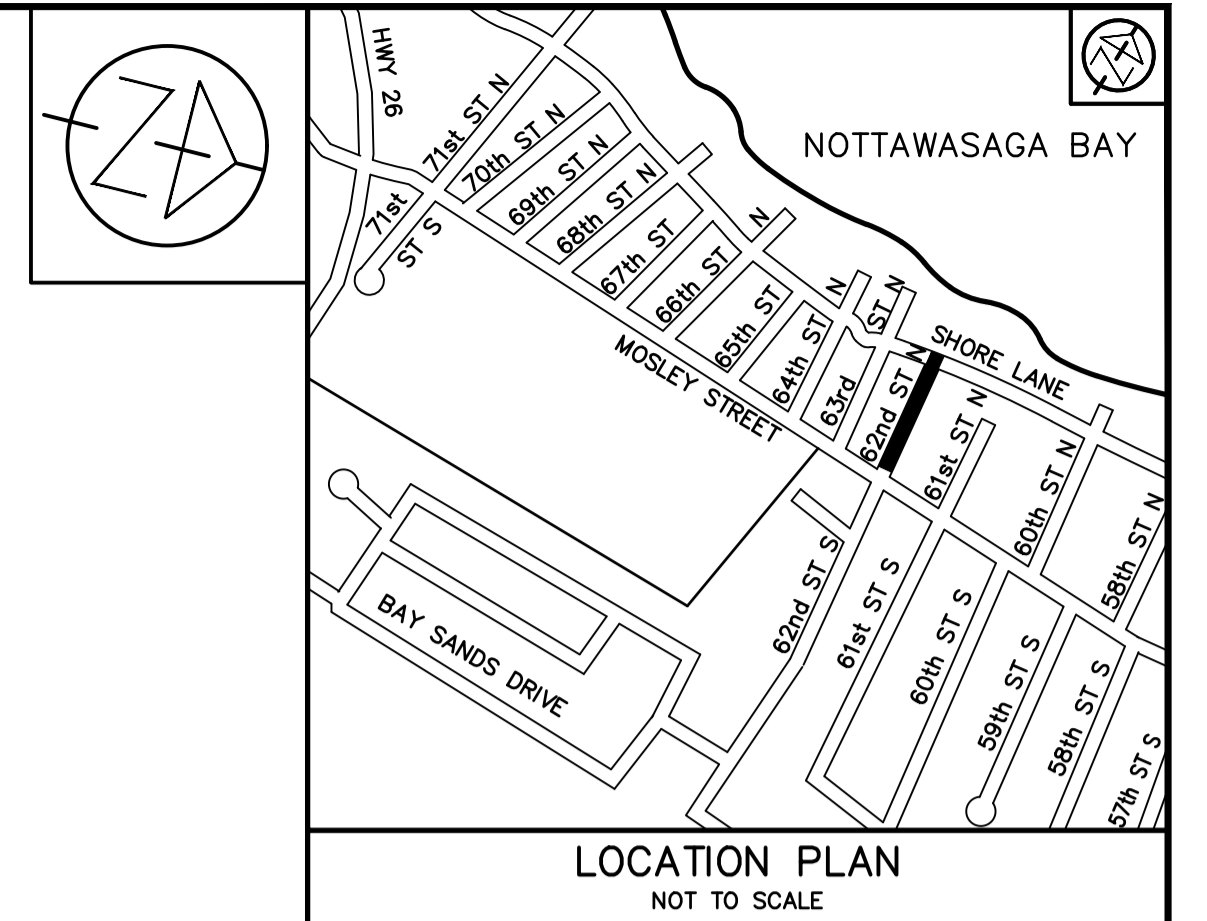 HWY 26
NOTTAWASAGA BAY
71st ST N
70th ST N
69th ST N
68th ST N
67th ST N
66th ST N
65th ST N
64th ST N
63rd ST N
62nd ST N
SHORE LANE
61st ST N
60th ST N
58th ST N
71st ST S
MOSLEY STREET
62nd ST S
61st ST S
60th ST S
59th ST S
58th ST S
57th ST S
BAY SANDS DRIVE
LOCATION PLAN
NOT TO SCALE
N
N